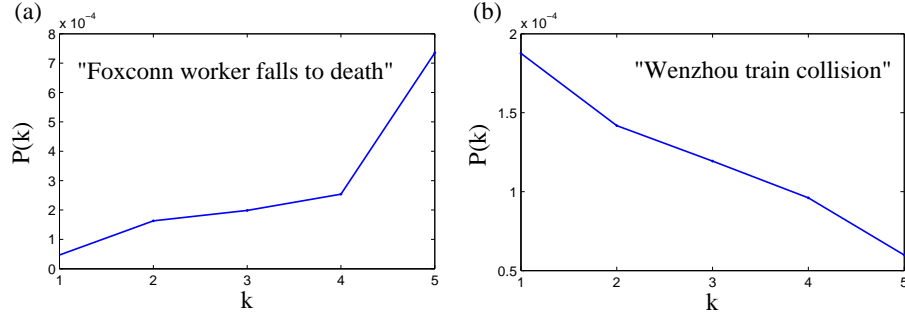 (a)
x 10⁻⁴
8
7
6
5
4
3
2
1
0
1 2 3 4 5
P(k)
k
"Foxconn worker falls to death"
(b)
x 10⁻⁴
2
1.5
1
0.5
1 2 3 4 5
P(k)
k
"Wenzhou train collision"